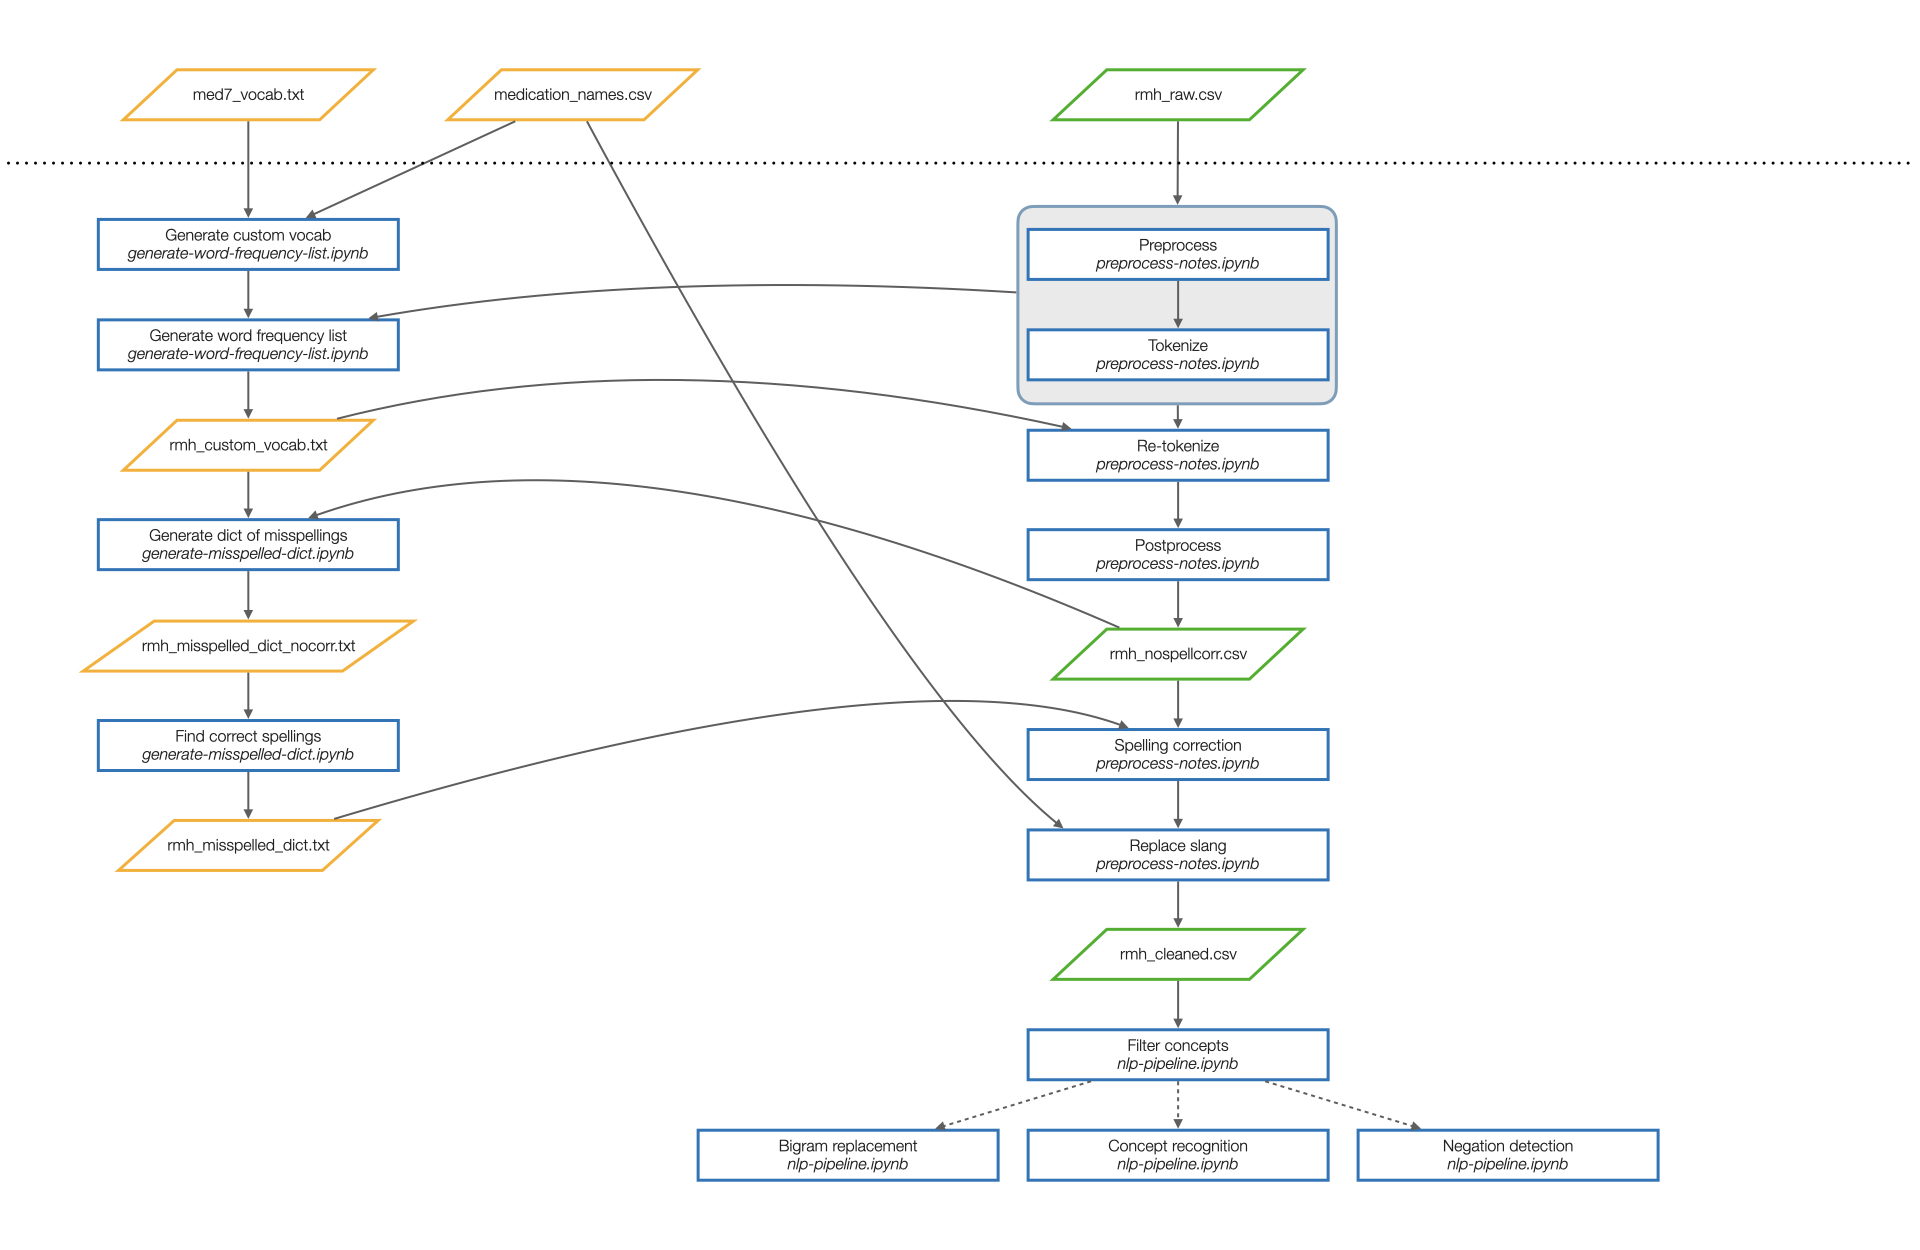 med7_vocab.txt
medication_names.csv
rmh_raw.csv
Generate custom vocab
generate-word-frequency-list.ipynb
Preprocess
preprocess-notes.ipynb
Generate word frequency list
generate-word-frequency-list.ipynb
Tokenize
preprocess-notes.ipynb
rmh_custom_vocab.txt
Re-tokenize
preprocess-notes.ipynb
Generate dict of misspellings
generate-misspelled-dict.ipynb
Postprocess
preprocess-notes.ipynb
rmh_misspelled_dict_nocorr.txt
rmh_nospellcorr.csv
Find correct spellings
generate-misspelled-dict.ipynb
Spelling correction
preprocess-notes.ipynb
rmh_misspelled_dict.txt
Replace slang
preprocess-notes.ipynb
rmh_cleaned.csv
Filter concepts
nlp-pipeline.ipynb
Bigram replacement
nlp-pipeline.ipynb
Concept recognition
nlp-pipeline.ipynb
Negation detection
nlp-pipeline.ipynb